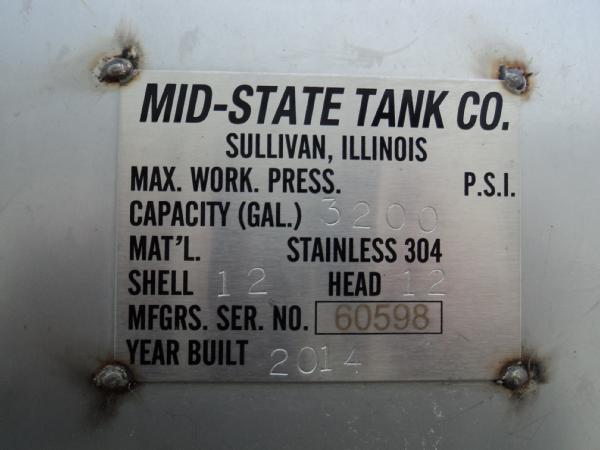 MID-STATE TANK CO.
SULLIVAN, ILLINOIS
MAX. WORK. PRESS. P.S.I.
CAPACITY (GAL.) 3200
MAT'L. STAINLESS 304
SHELL 12 HEAD 12
MFGRS. SER. NO. 60598
YEAR BUILT 2014